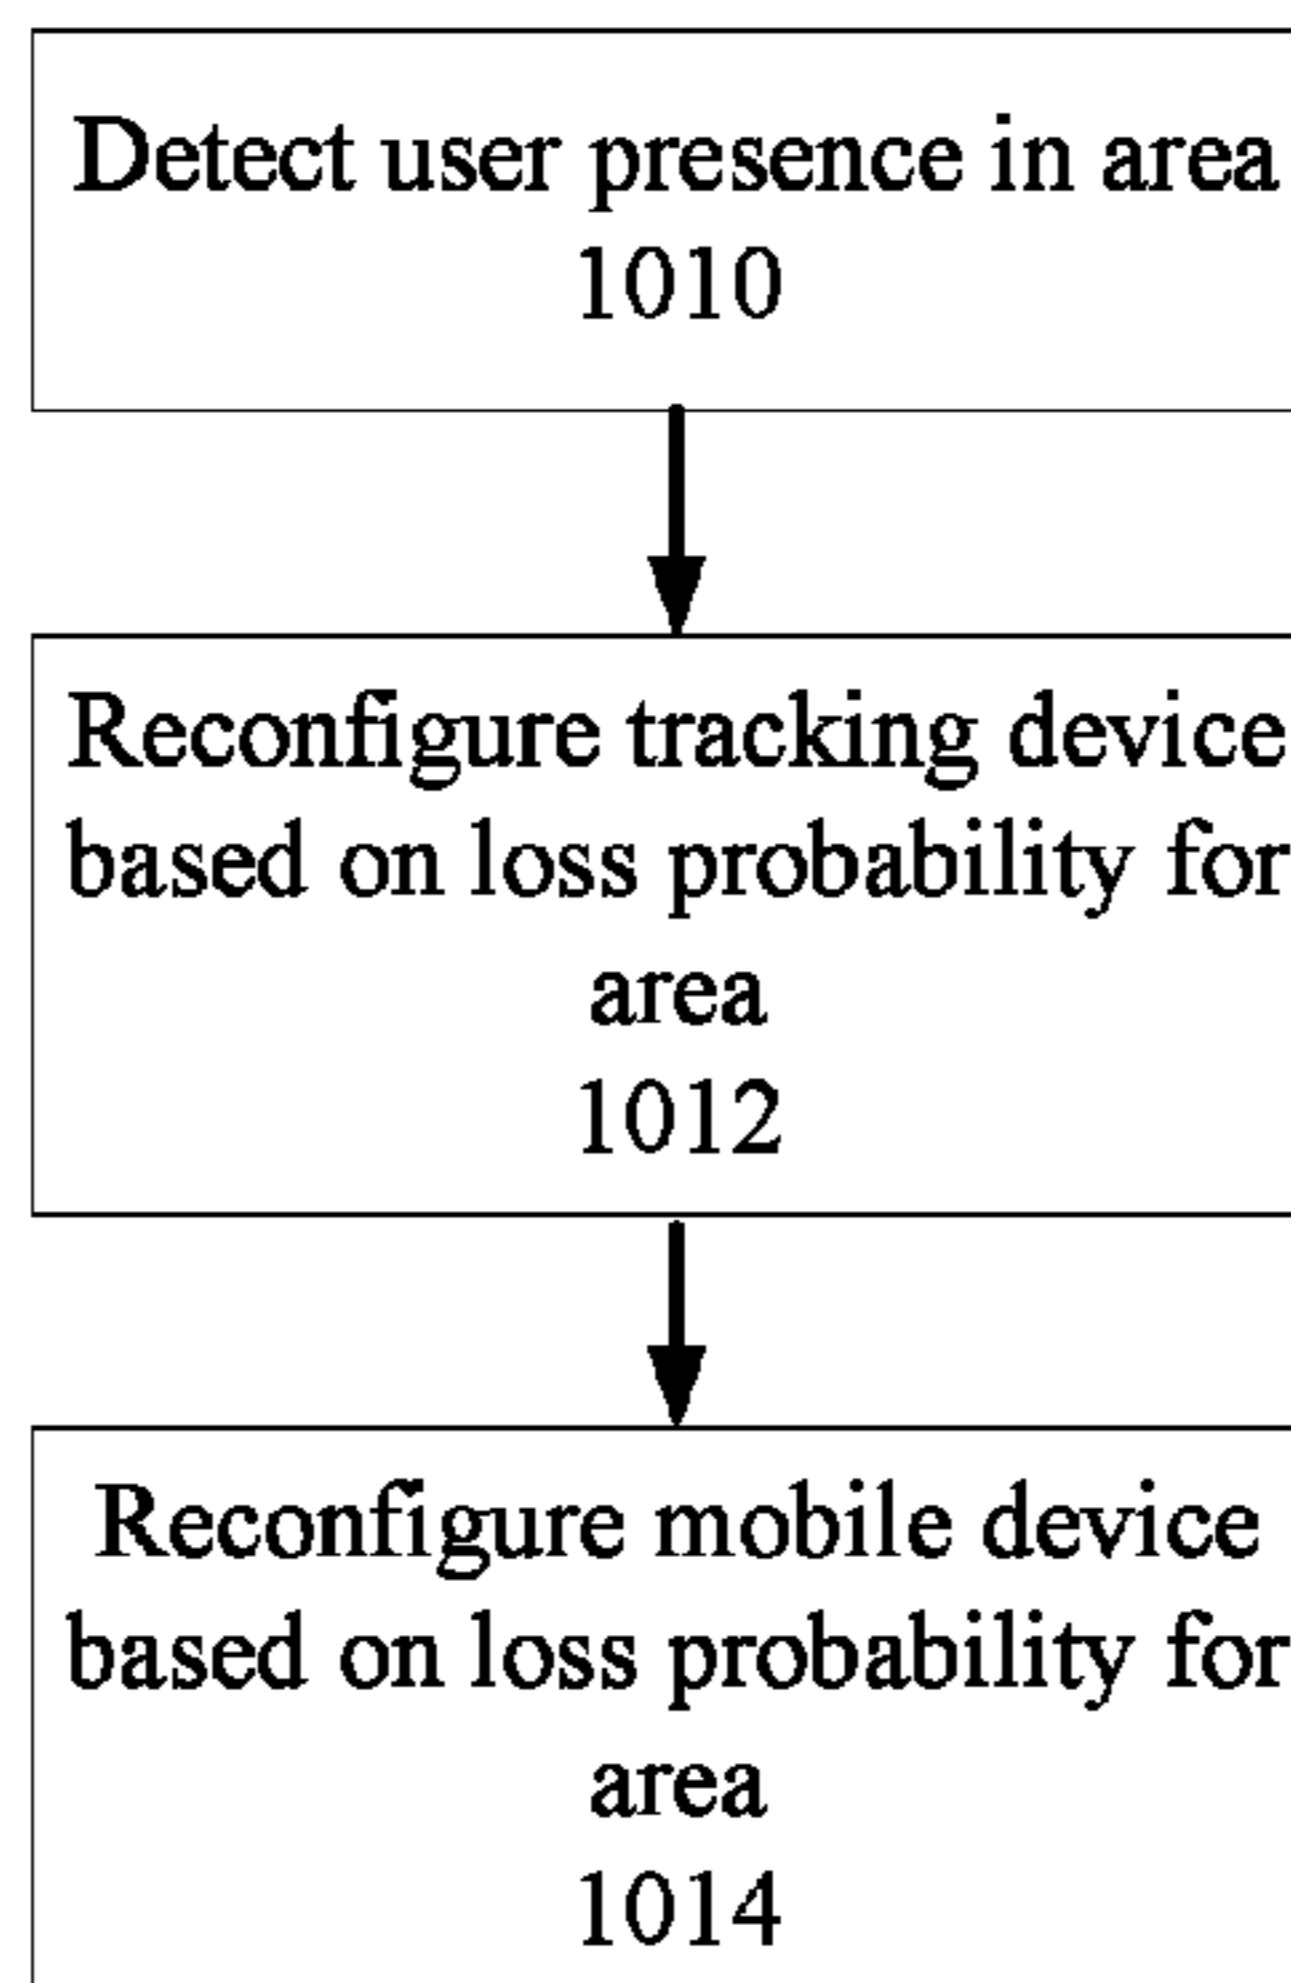 Detect user presence in area
1010
Reconfigure tracking device
based on loss probability for
area
1012
Reconfigure mobile device
based on loss probability for
area
1014